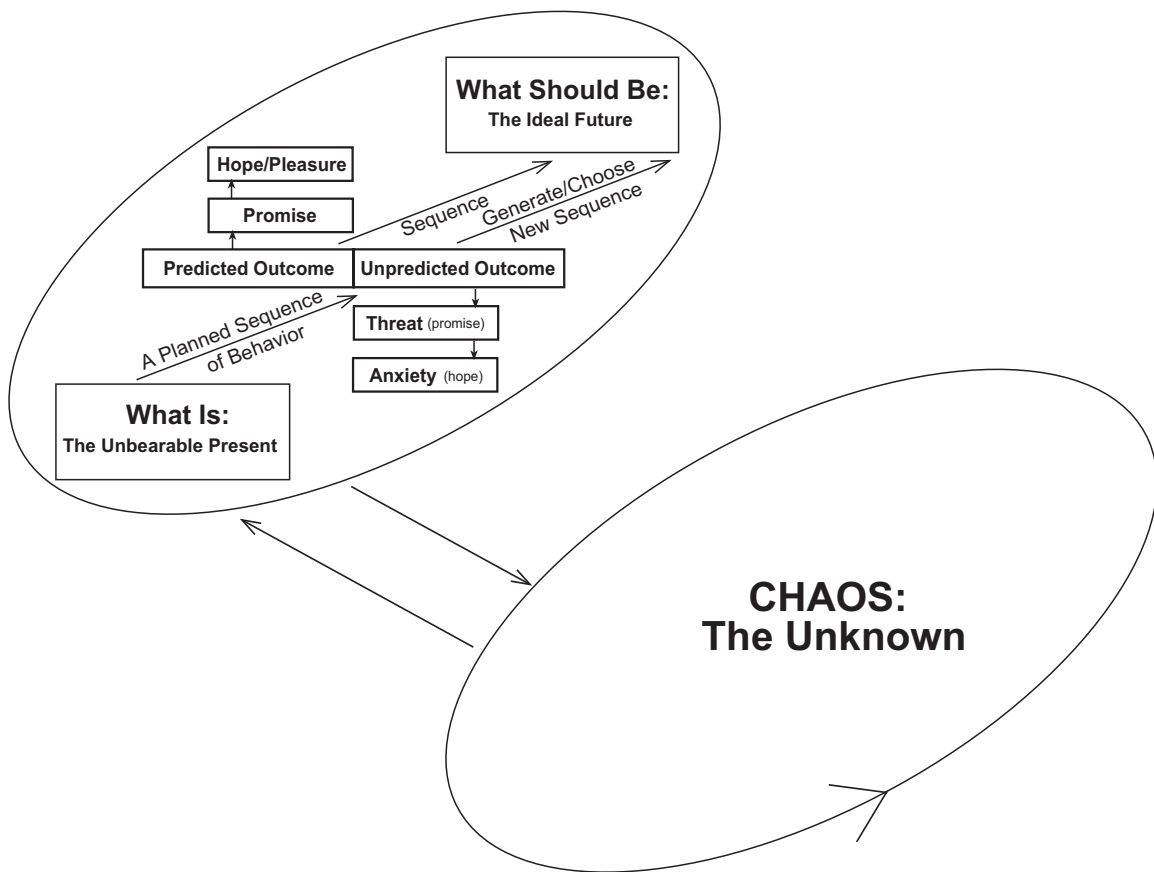 What Should Be:
The Ideal Future
Hope/Pleasure
Promise
Sequence
Generate/Choose
New Sequence
Predicted Outcome
Unpredicted Outcome
A Planned Sequence
of Behavior
Threat (promise)
Anxiety (hope)
What Is:
The Unbearable Present
CHAOS:
The Unknown